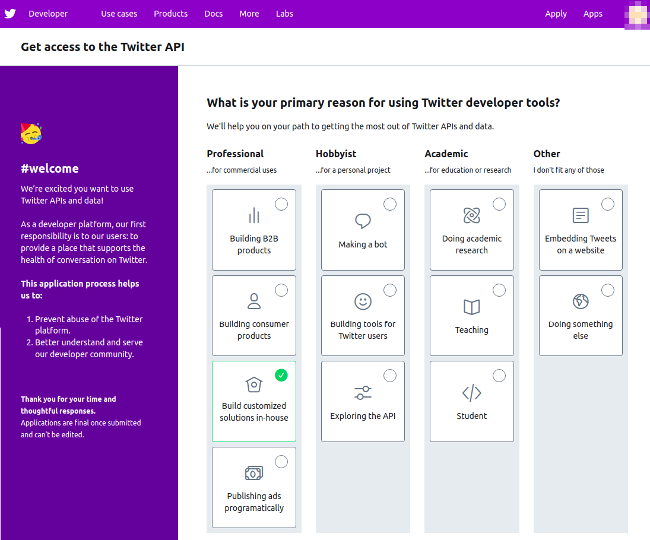 Developer Use cases Products Docs More Labs Apply Apps
Get access to the Twitter API
#welcome
We're excited you want to use
Twitter APIs and data!
As a developer platform, our first
responsibility is to our users: to
provide a place that supports the
health of conversation on Twitter.
This application process helps
us to:
1. Prevent abuse of the Twitter
platform.
2. Better understand and serve
our developer community.
Thank you for your time and
thoughtful responses.
Applications are final once submitted
and can't be edited.
What is your primary reason for using Twitter developer tools?
We'll help you on your path to getting the most out of Twitter APIs and data.
Professional
...for commercial uses
Building B2B
products
Building consumer
products
Build customized
solutions in-house
Publishing ads
programatically
Hobbyist
...for a personal project
Making a bot
Building tools for
Twitter users
Exploring the API
Academic
...for education or research
Doing academic
research
Teaching
Student
Other
I don't fit any of those
Embedding Tweets
on a website
Doing something
else